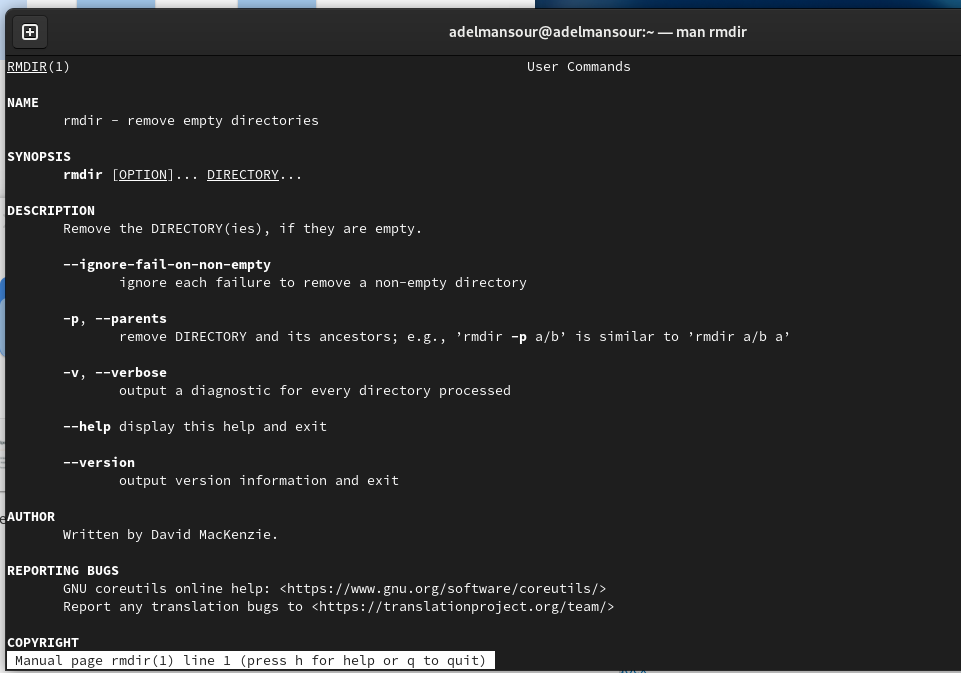 adelmansour@adelmansour:~ — man rmdir
RMDIR(1) User Commands
NAME
rmdir - remove empty directories
SYNOPSIS
rmdir [OPTION]... DIRECTORY...
DESCRIPTION
Remove the DIRECTORY(ies), if they are empty.
--ignore-fail-on-non-empty
ignore each failure to remove a non-empty directory
-p, --parents
remove DIRECTORY and its ancestors; e.g., ’rmdir -p a/b’ is similar to ’rmdir a/b a’
-v, --verbose
output a diagnostic for every directory processed
--help display this help and exit
--version
output version information and exit
AUTHOR
Written by David MacKenzie.
REPORTING BUGS
GNU coreutils online help: <https://www.gnu.org/software/coreutils/>
Report any translation bugs to <https://translationproject.org/team/>
COPYRIGHT
Manual page rmdir(1) line 1 (press h for help or q to quit)